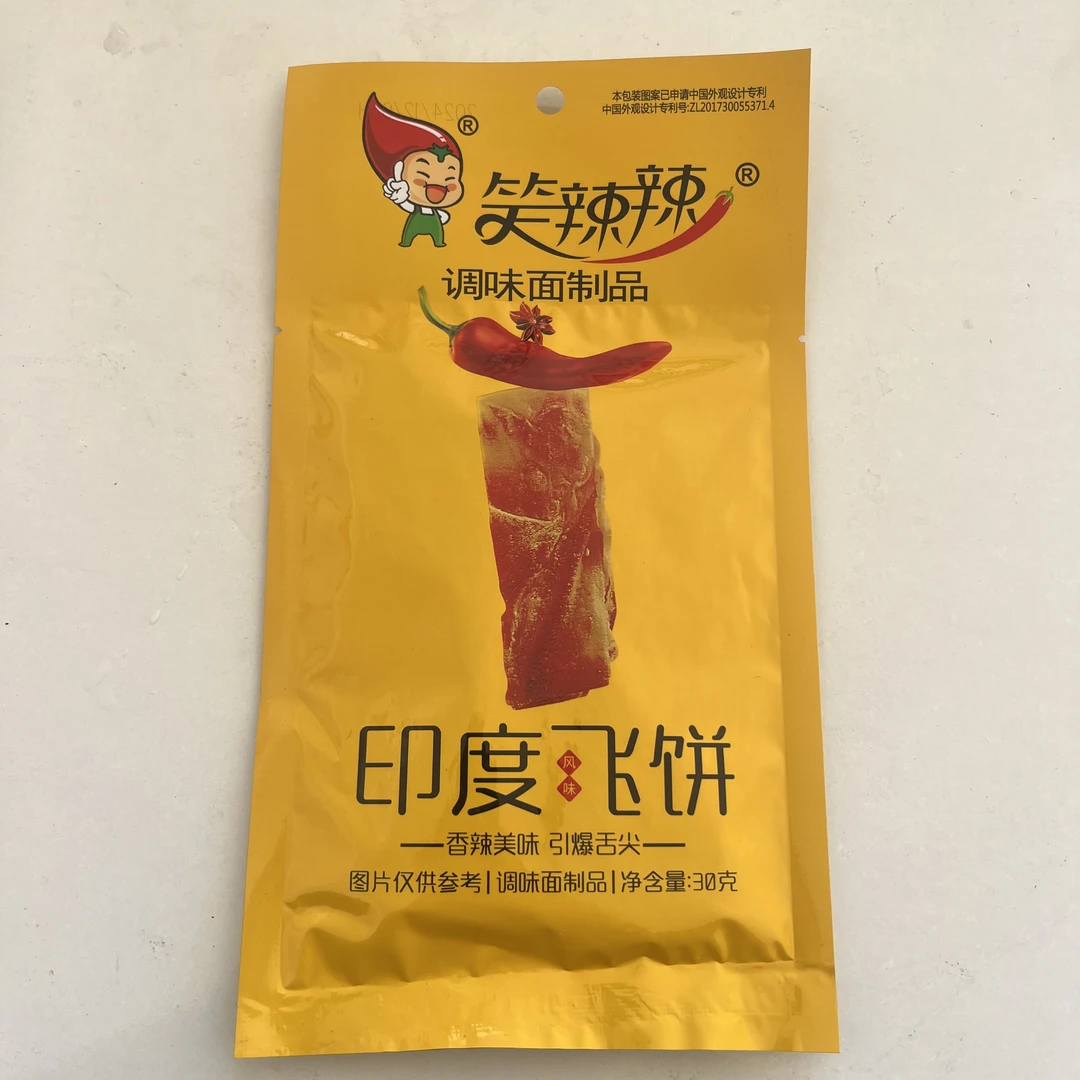 本包装图案已申请中国外观设计专利
中国外观设计专利号:ZL201730055371.4
®
笑辣辣®
调味面制品
印度风味飞饼
香辣美味 引爆舌尖
图片仅供参考|调味面制品|净含量:30克